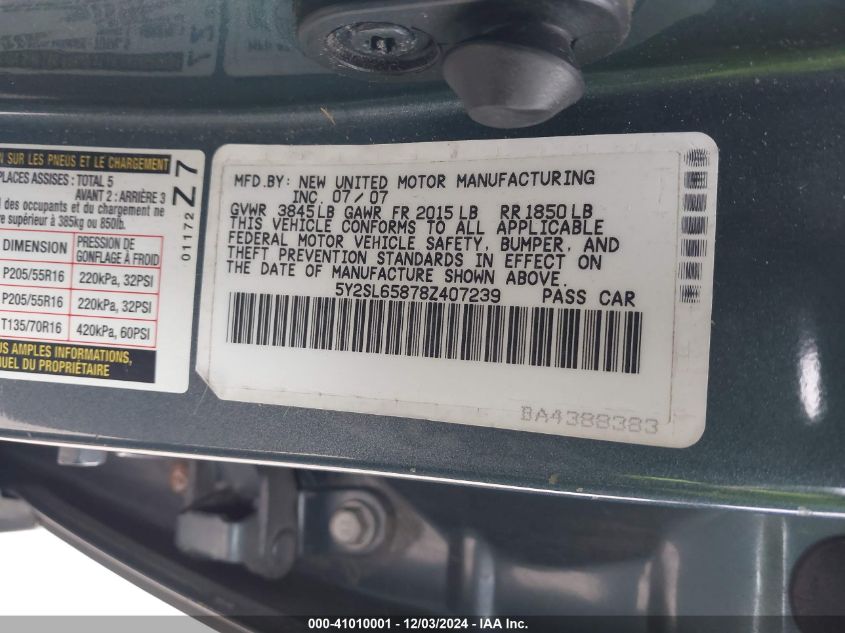 N SUR LES PNEUS ET LE CHARGEMENT
PLACES ASSISES : TOTAL 5
AVANT 2 : ARRIÈRE 3
des occupants et du chargement ne
re supérieur à 385kg ou 850lb.
DIMENSION PRESSION DE GONFLAGE À FROID
P205/55R16 220kPa, 32PSI
P205/55R16 220kPa, 32PSI
T135/70R16 420kPa, 60PSI
US AMPLES INFORMATIONS,
UEL DU PROPRIÉTAIRE
01172 Z7
MFD.BY: NEW UNITED MOTOR MANUFACTURING
INC. 07/07
GVWR 3845LB GAWR FR 2015LB RR 1850LB
THIS VEHICLE CONFORMS TO ALL APPLICABLE
FEDERAL MOTOR VEHICLE SAFETY, BUMPER, AND
THEFT PREVENTION STANDARDS IN EFFECT ON
THE DATE OF MANUFACTURE SHOWN ABOVE.
5Y2SL65878Z407239 PASS CAR
BA4388383
000-41010001 - 12/03/2024 - IAA Inc.